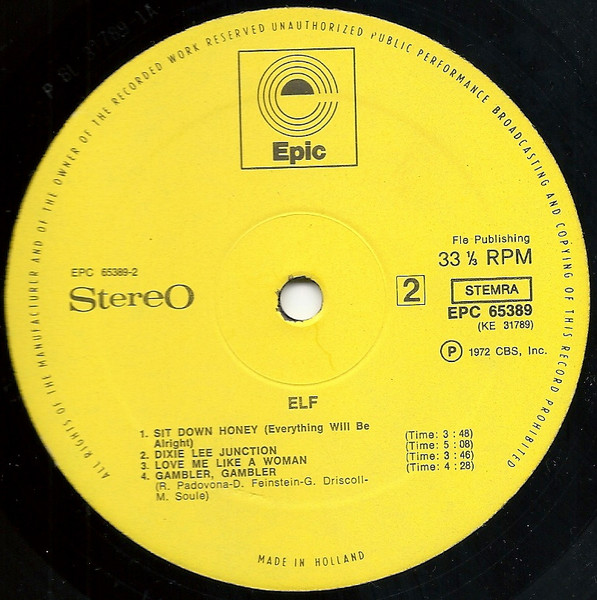 ALL RIGHTS OF THE MANUFACTURER AND OF THE OWNER OF THE RECORDED WORK RESERVED UNAUTHORIZED PUBLIC PERFORMANCE BROADCASTING AND COPYING OF THIS RECORD PROHIBITED
e
Epic
Fle Publishing
33 ⅓ RPM
EPC 65389-2
Stereo
2
STEMRA
EPC 65389
(KE 31789)
Ⓟ 1972 CBS, Inc.
ELF
1. SIT DOWN HONEY (Everything Will Be
Alright) (Time: 3 : 48)
2. DIXIE LEE JUNCTION (Time: 5 : 08)
3. LOVE ME LIKE A WOMAN (Time: 3 : 46)
4. GAMBLER, GAMBLER (Time: 4 : 28)
(R. Padovona-D. Feinstein-G. Driscoll-
M. Soule)
MADE IN HOLLAND